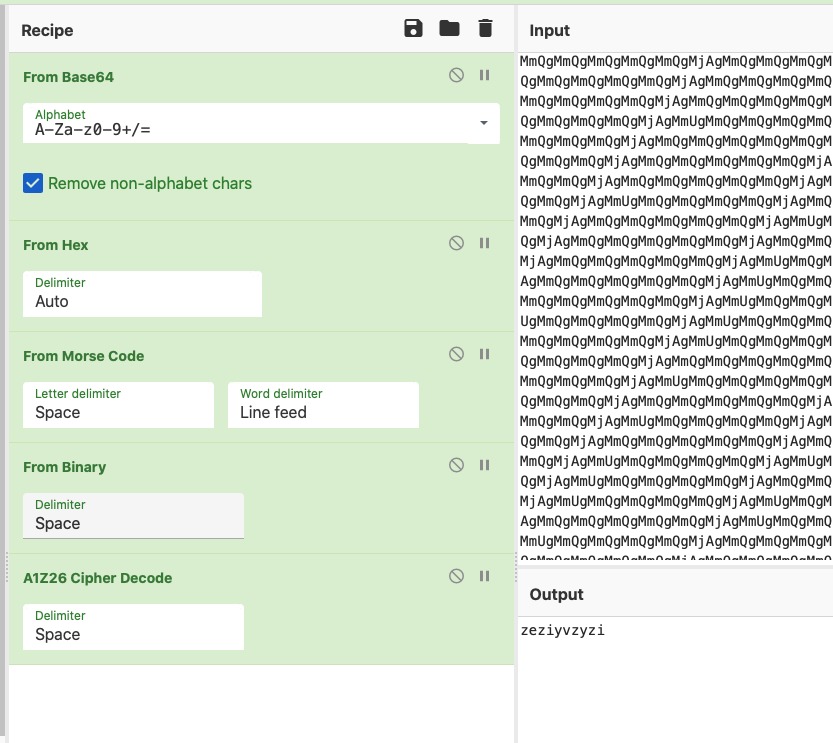 Recipe
From Base64
Alphabet
A-Za-z0-9+/=
Remove non-alphabet chars
From Hex
Delimiter
Auto
From Morse Code
Letter delimiter
Space
Word delimiter
Line feed
From Binary
Delimiter
Space
A1Z26 Cipher Decode
Delimiter
Space
Input
MmQgMmQgMmQgMmQgMmQgMjAgMmQgMmQgMmQgM
QgMmQgMmQgMmQgMmQgMjAgMmQgMmQgMmQgMmQ
MmQgMmQgMmQgMmQgMjAgMmQgMmQgMmQgMmQgM
QgMmQgMmQgMmQgMjAgMmUgMmQgMmQgMmQgMmQ
MmQgMmQgMmQgMjAgMmQgMmQgMmQgMmQgMmQgM
QgMmQgMmQgMjAgMmQgMmQgMmQgMmQgMmQgMjA
MmQgMmQgMjAgMmQgMmQgMmQgMmQgMmQgMjAgM
QgMmQgMjAgMmUgMmQgMmQgMmQgMmQgMjAgMmQ
MmQgMjAgMmQgMmQgMmQgMmQgMmQgMjAgMmUgM
QgMjAgMmQgMmQgMmQgMmQgMmQgMjAgMmQgMmQ
MjAgMmQgMmQgMmQgMmQgMmQgMjAgMmUgMmQgM
AgMmQgMmQgMmQgMmQgMmQgMjAgMmUgMmQgMmQ
MmQgMmQgMmQgMmQgMmQgMjAgMmUgMmQgMmQgM
UgMmQgMmQgMmQgMmQgMjAgMmUgMmQgMmQgMmQ
MmQgMmQgMmQgMmQgMjAgMmUgMmQgMmQgMmQgM
QgMmQgMmQgMmQgMjAgMmQgMmQgMmQgMmQgMmQ
MmQgMmQgMmQgMjAgMmUgMmQgMmQgMmQgMmQgM
QgMmQgMmQgMjAgMmQgMmQgMmQgMmQgMmQgMjA
MmQgMmQgMjAgMmUgMmQgMmQgMmQgMmQgMjAgM
QgMmQgMjAgMmQgMmQgMmQgMmQgMmQgMjAgMmQ
MmQgMjAgMmUgMmQgMmQgMmQgMmQgMjAgMmUgM
QgMjAgMmUgMmQgMmQgMmQgMmQgMjAgMmQgMmQ
MjAgMmUgMmQgMmQgMmQgMmQgMjAgMmUgMmQgM
AgMmQgMmQgMmQgMmQgMmQgMjAgMmUgMmQgMmQ
MmUgMmQgMmQgMmQgMmQgMjAgMmQgMmQgMmQgM
Output
zeziyvzyzi